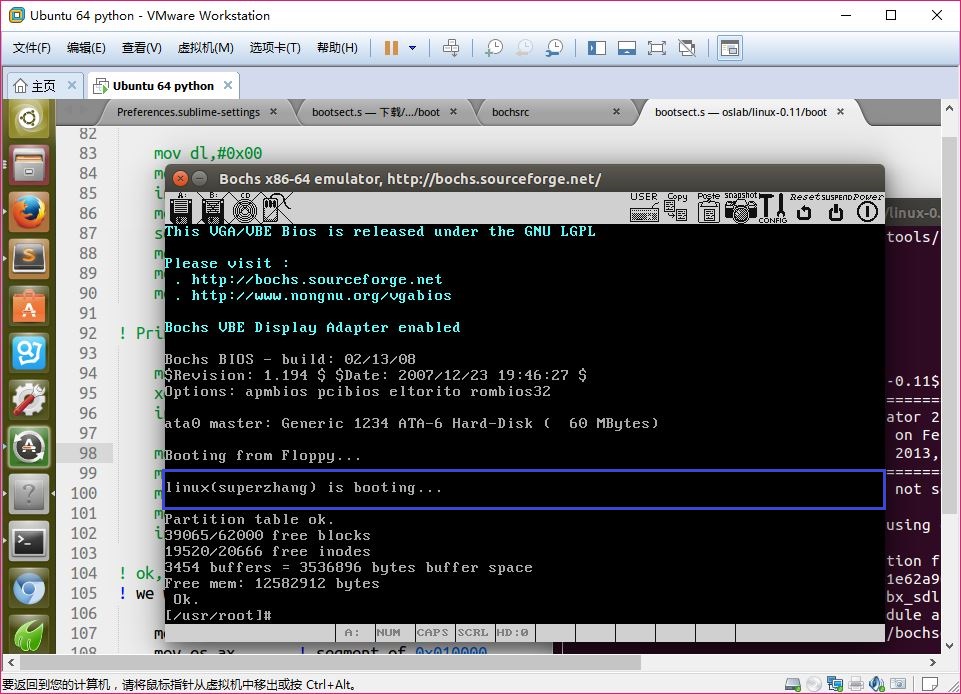 Ubuntu 64 python - VMware Workstation
文件(F) 编辑(E) 查看(V) 虚拟机(M) 选项卡(T) 帮助(H)
主页 Ubuntu 64 python
Preferences.sublime-settings bootsect.s — 下载/.../boot bochsrc bootsect.s — oslab/linux-0.11/boot
82
83 mov dl,#0x00
84
85
86
87
88
89
90
91
92 ! Pri
93
94
95
96
97
98
99
100
101
102
103
104 ! ok,
105 ! we
106
107
108 mov es,ax ! segment of 0x010000
Bochs x86-64 emulator, http://bochs.sourceforge.net/
A: B: CD USER Copy Paste snapshot CONFIG Reset SUSPEND Power
This VGA/VBE Bios is released under the GNU LGPL
Please visit :
. http://bochs.sourceforge.net
. http://www.nongnu.org/vgabios
Bochs VBE Display Adapter enabled
Bochs BIOS - build: 02/13/08
$Revision: 1.194 $ $Date: 2007/12/23 19:46:27 $
Options: apmbios pcibios eltorito rombios32
ata0 master: Generic 1234 ATA-6 Hard-Disk (  60 MBytes)
Booting from Floppy...
linux(superzhang) is booting...
Partition table ok.
39065/62000 free blocks
19520/20666 free inodes
3454 buffers = 3536896 bytes buffer space
Free mem: 12582912 bytes
Ok.
[/usr/root]#
A: NUM CAPS SCRL HD:0
/linux-0.
tools/
-0.11$
=======
ator 2
on Fe
2013,
=======
not s
using
tion f
1e62a9
bx_sdl
dule a
/bochs
要返回到您的计算机，请将鼠标指针从虚拟机中移出或按 Ctrl+Alt。